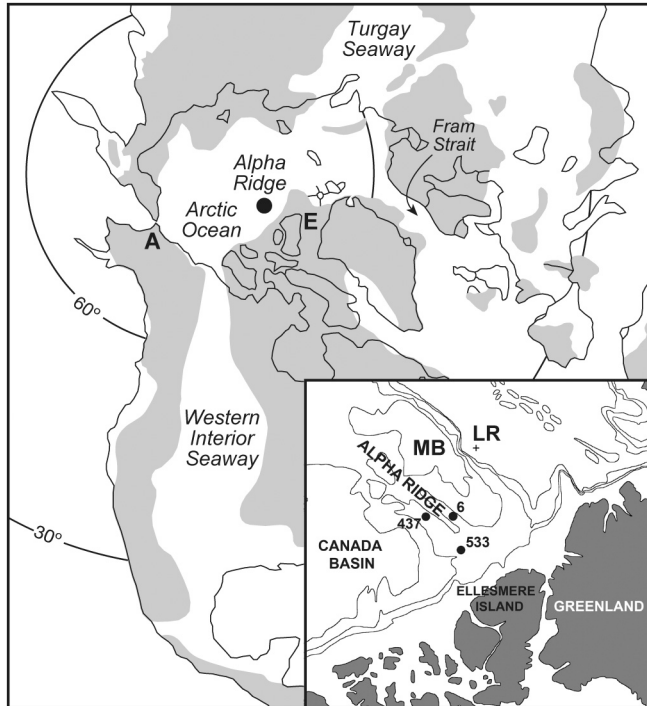 Turgay
Seaway
Fram
Strait
Alpha
Ridge
Arctic
Ocean
E
A
60°
Western
Interior
Seaway
30°
LR
MB
ALPHA RIDGE
6
437
533
CANADA
BASIN
ELLESMERE
ISLAND
GREENLAND